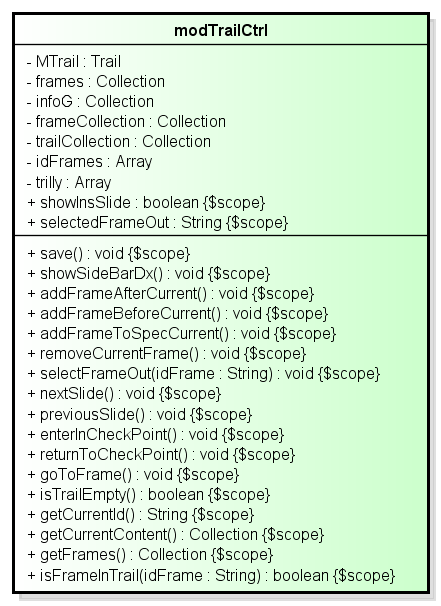 modTrailCtrl
- MTrail : Trail
- frames : Collection
- infoG : Collection
- frameCollection : Collection
- trailCollection : Collection
- idFrames : Array
- trilly : Array
+ showInsSlide : boolean {$scope}
+ selectedFrameOut : String {$scope}
+ save() : void {$scope}
+ showSideBarDx() : void {$scope}
+ addFrameAfterCurrent() : void {$scope}
+ addFrameBeforeCurrent() : void {$scope}
+ addFrameToSpecCurrent() : void {$scope}
+ removeCurrentFrame() : void {$scope}
+ selectFrameOut(idFrame : String) : void {$scope}
+ nextSlide() : void {$scope}
+ previousSlide() : void {$scope}
+ enterInCheckPoint() : void {$scope}
+ returnToCheckPoint() : void {$scope}
+ goToFrame() : void {$scope}
+ isTrailEmpty() : boolean {$scope}
+ getCurrentId() : String {$scope}
+ getCurrentContent() : Collection {$scope}
+ getFrames() : Collection {$scope}
+ isFrameInTrail(idFrame : String) : boolean {$scope}